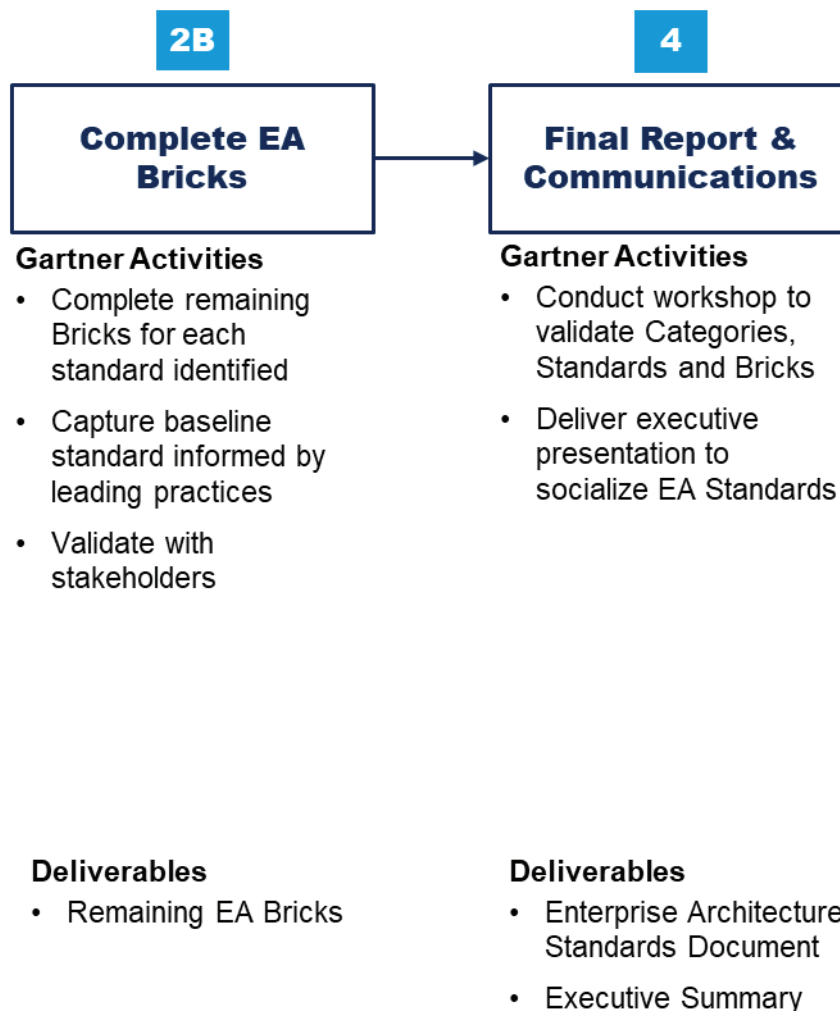 2B
Complete EA
Bricks
Gartner Activities
• Complete remaining
Bricks for each
standard identified
• Capture baseline
standard informed by
leading practices
• Validate with
stakeholders
Deliverables
• Remaining EA Bricks
4
Final Report &
Communications
Gartner Activities
• Conduct workshop to
validate Categories,
Standards and Bricks
• Deliver executive
presentation to
socialize EA Standards
Deliverables
• Enterprise Architecture
Standards Document
• Executive Summary